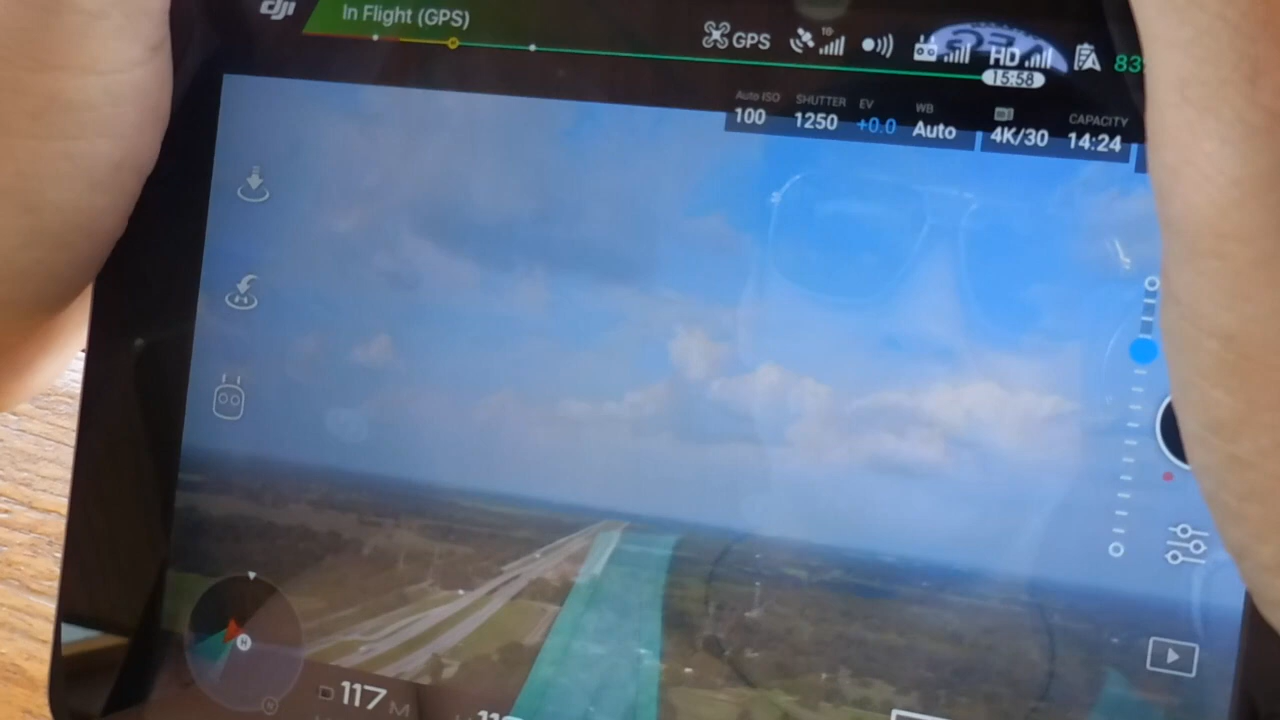 dji
In Flight (GPS)
GPS
HD
83
15:58
Auto ISO
100
SHUTTER
1250
EV
+0.0
WB
Auto
4K/30
CAPACITY
14:24
H
N
D 117 M